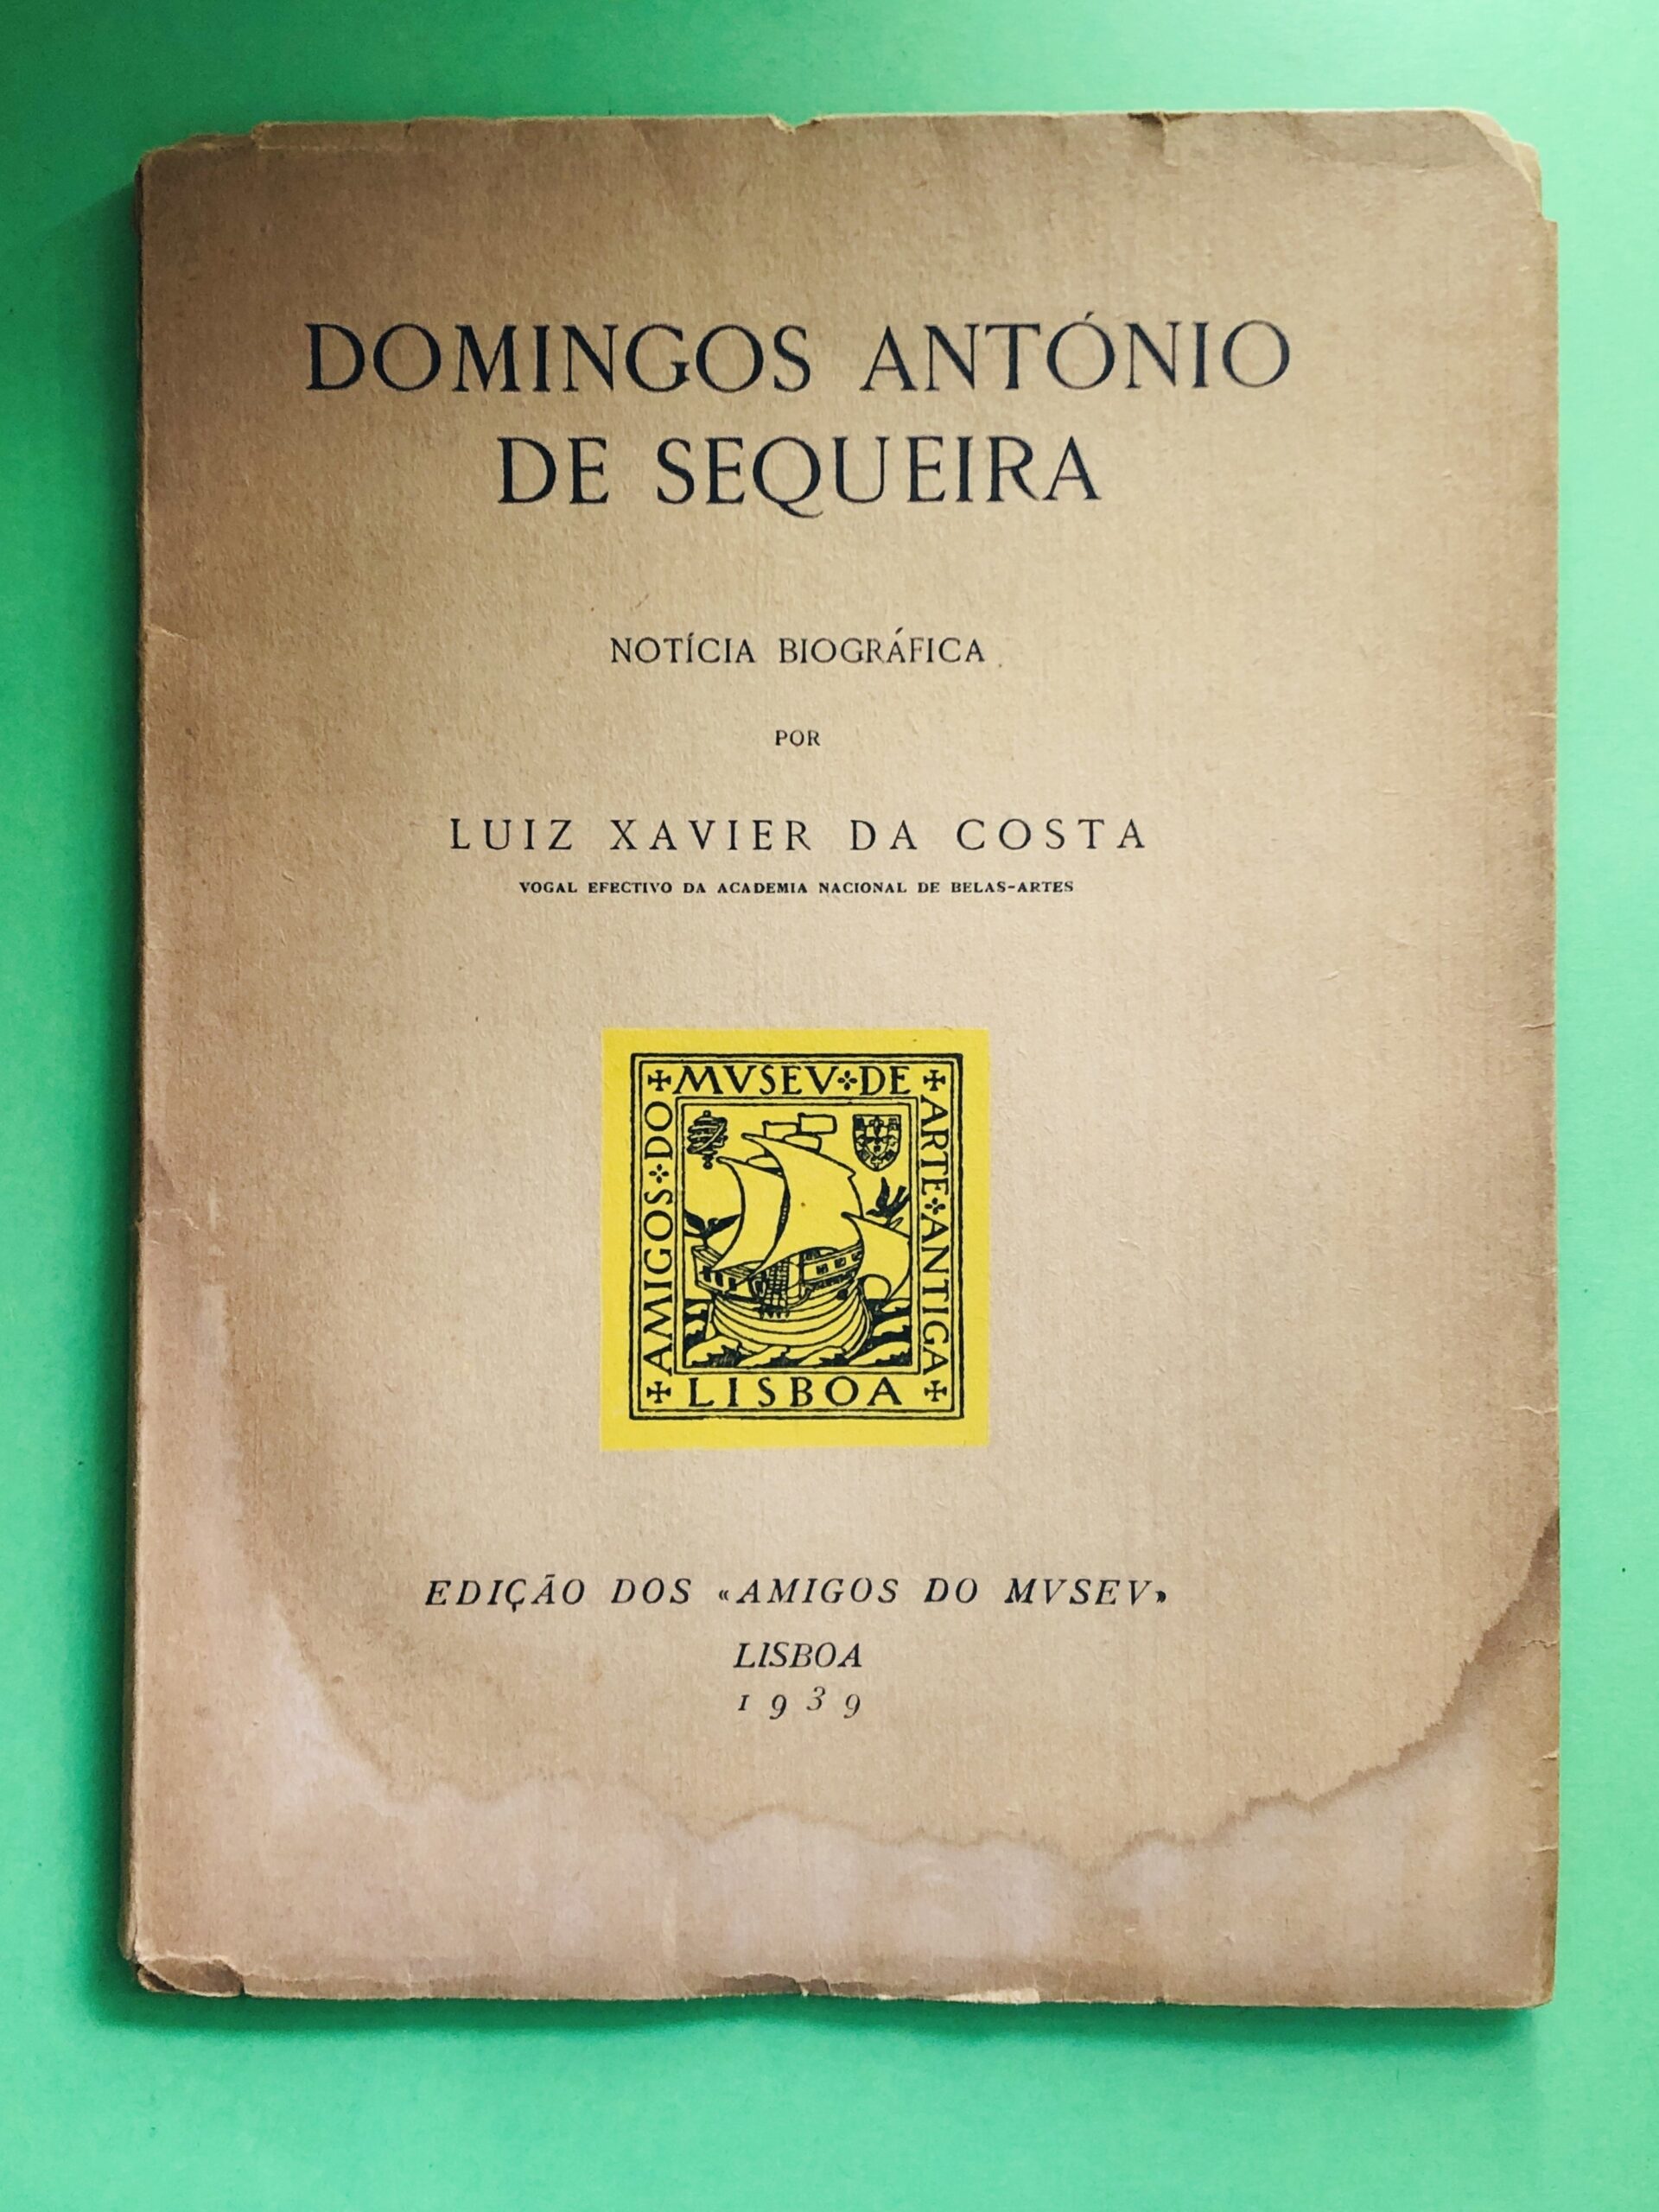 DOMINGOS ANTÓNIO
DE SEQUEIRA
NOTÍCIA BIOGRÁFICA
POR
LUIZ XAVIER DA COSTA
VOGAL EFECTIVO DA ACADEMIA NACIONAL DE BELAS-ARTES
AMIGOS DO
MVSEV DE
ARTE ANTIGA
LISBOA
EDIÇÃO DOS «AMIGOS DO MVSEV»
LISBOA
1939